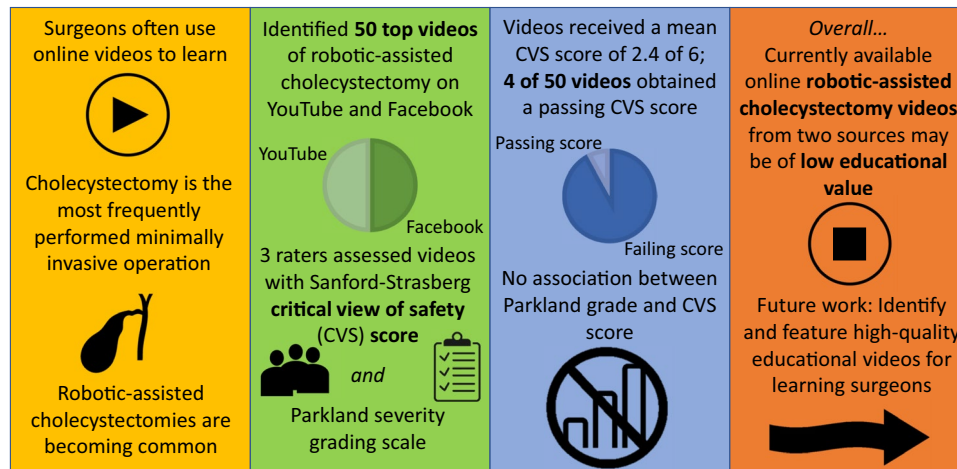 Surgeons often use
online videos to learn
Cholecystectomy is the
most frequently
performed minimally
invasive operation
Robotic-assisted
cholecystectomies are
becoming common
Identified 50 top videos
of robotic-assisted
cholecystectomy on
YouTube and Facebook
YouTube
Facebook
3 raters assessed videos
with Sanford-Strasberg
critical view of safety
(CVS) score
and
Parkland severity
grading scale
Videos received a mean
CVS score of 2.4 of 6;
4 of 50 videos obtained
a passing CVS score
Passing score
Failing score
No association between
Parkland grade and CVS
score
Overall...
Currently available
online robotic-assisted
cholecystectomy videos
from two sources may
be of low educational
value
Future work: Identify
and feature high-quality
educational videos for
learning surgeons